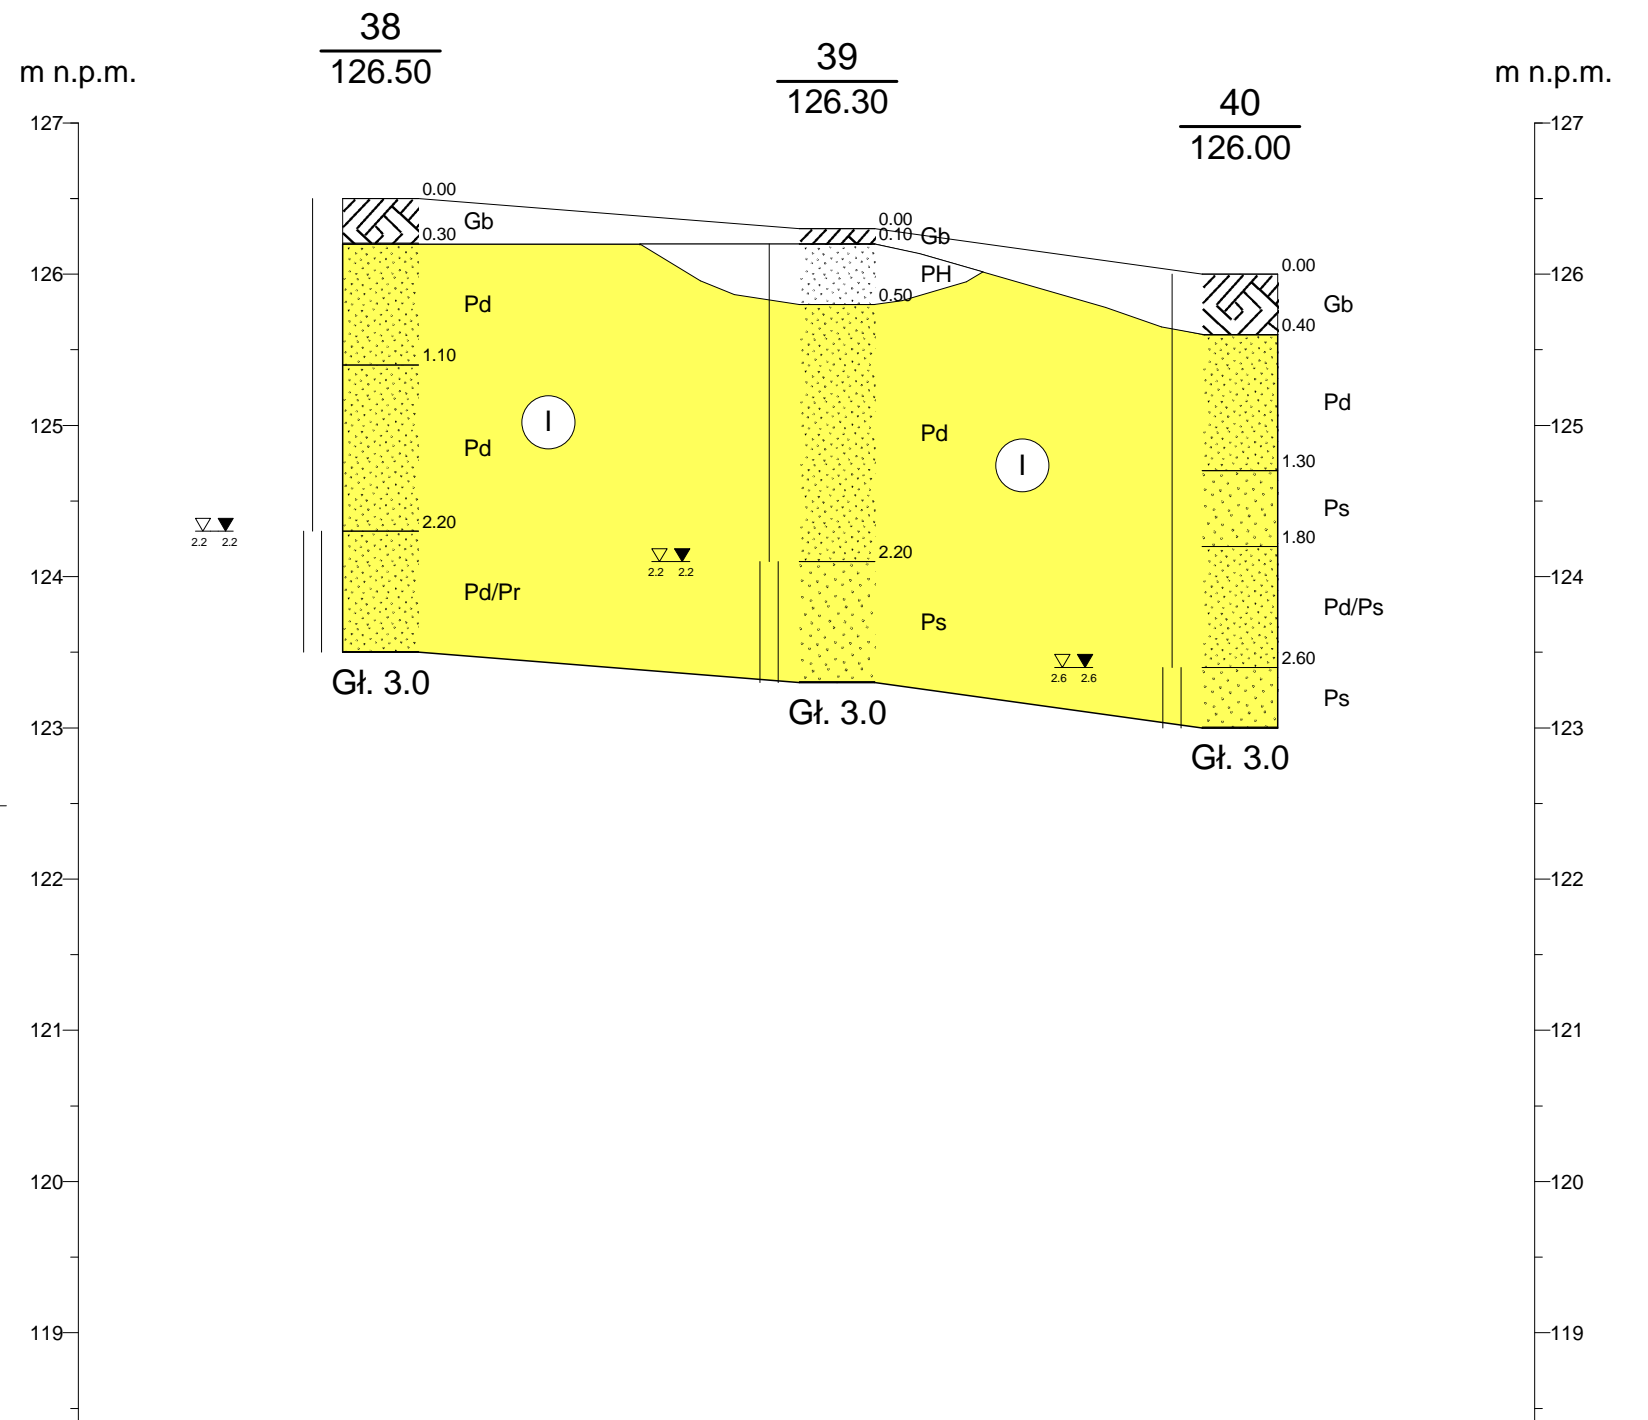 38
126.50
39
126.30
40
126.00
m n.p.m.
m n.p.m.
127
127
0.00
Gb
0.30
0.00
0.10 Gb
0.00
126
PH
126
Pd
0.50
Gb
0.40
1.10
Pd
125
I
Pd
125
Pd
I
1.30
Ps
2.20
1.80
2.2 2.2
2.20
2.2 2.2
124
124
Pd/Pr
Pd/Ps
Ps
2.60
2.6 2.6
Gł. 3.0
Ps
Gł. 3.0
123
123
Gł. 3.0
122
122
121
121
120
120
119
119